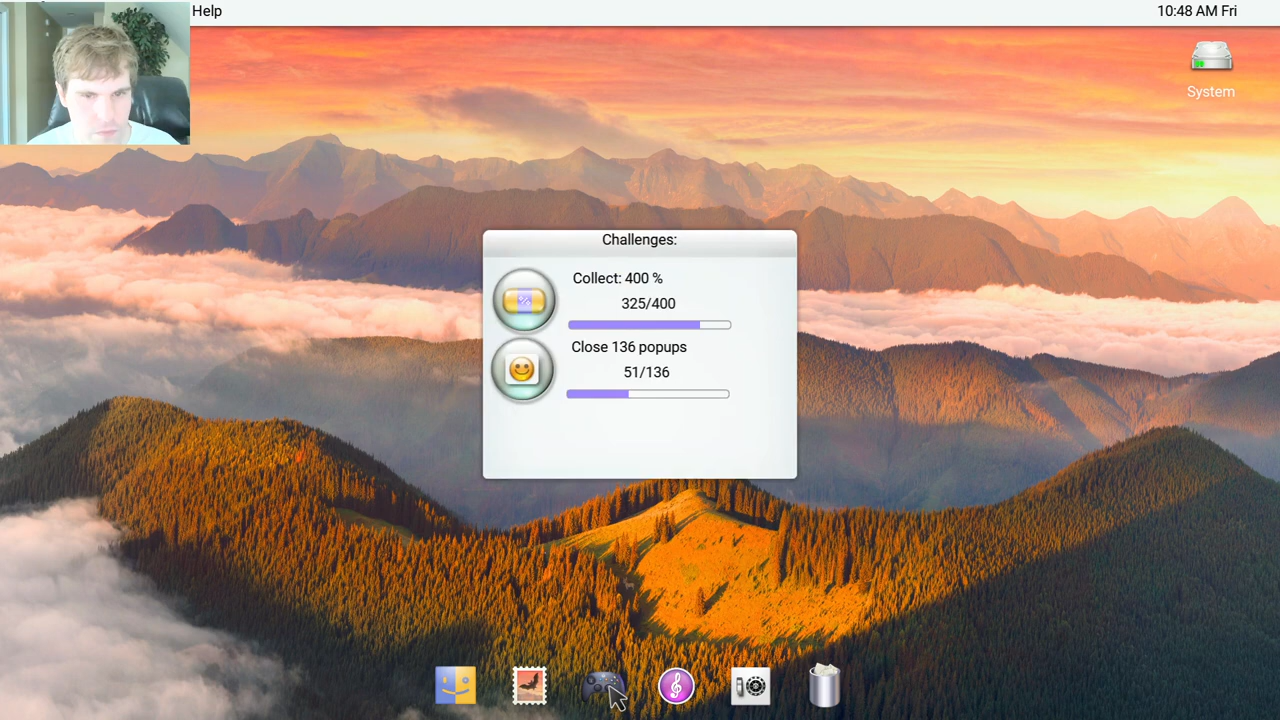 Help
10:48 AM Fri
System
Challenges:
Collect: 400 %
325/400
Close 136 popups
51/136